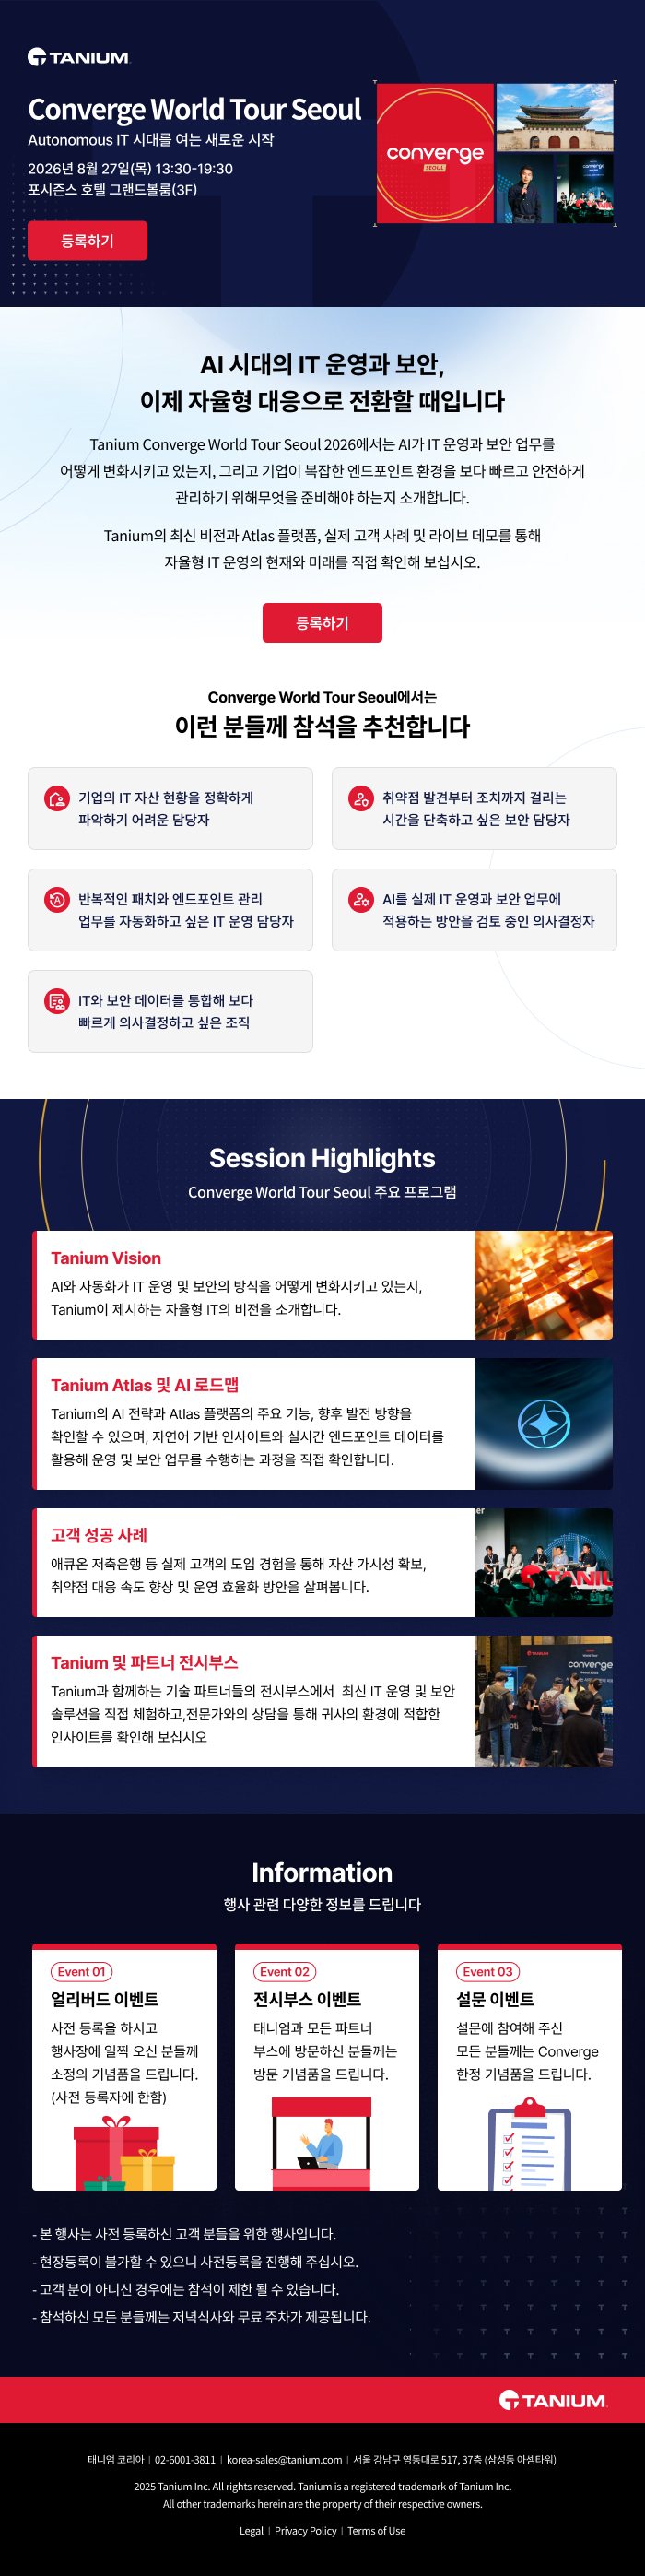 TANIUM
Converge World Tour Seoul
Autonomous IT 시대를 여는 새로운 시작
2026년 8월 27일(목) 13:30-19:30
포시즌스 호텔 그랜드볼룸(3F)
등록하기
converge
SEOUL
AI 시대의 IT 운영과 보안,
이제 자율형 대응으로 전환할 때입니다
Tanium Converge World Tour Seoul 2026에서는 AI가 IT 운영과 보안 업무를
어떻게 변화시키고 있는지, 그리고 기업이 복잡한 엔드포인트 환경을 보다 빠르고 안전하게
관리하기 위해무엇을 준비해야 하는지 소개합니다.
Tanium의 최신 비전과 Atlas 플랫폼, 실제 고객 사례 및 라이브 데모를 통해
자율형 IT 운영의 현재와 미래를 직접 확인해 보십시오.
등록하기
Converge World Tour Seoul에서는
이런 분들께 참석을 추천합니다
기업의 IT 자산 현황을 정확하게
파악하기 어려운 담당자
취약점 발견부터 조치까지 걸리는
시간을 단축하고 싶은 보안 담당자
반복적인 패치와 엔드포인트 관리
업무를 자동화하고 싶은 IT 운영 담당자
AI를 실제 IT 운영과 보안 업무에
적용하는 방안을 검토 중인 의사결정자
IT와 보안 데이터를 통합해 보다
빠르게 의사결정하고 싶은 조직
Session Highlights
Converge World Tour Seoul 주요 프로그램
Tanium Vision
AI와 자동화가 IT 운영 및 보안의 방식을 어떻게 변화시키고 있는지,
Tanium이 제시하는 자율형 IT의 비전을 소개합니다.
Tanium Atlas 및 AI 로드맵
Tanium의 AI 전략과 Atlas 플랫폼의 주요 기능, 향후 발전 방향을
확인할 수 있으며, 자연어 기반 인사이트와 실시간 엔드포인트 데이터를
활용해 운영 및 보안 업무를 수행하는 과정을 직접 확인합니다.
고객 성공 사례
애큐온 저축은행 등 실제 고객의 도입 경험을 통해 자산 가시성 확보,
취약점 대응 속도 향상 및 운영 효율화 방안을 살펴봅니다.
Tanium 및 파트너 전시부스
Tanium과 함께하는 기술 파트너들의 전시부스에서 최신 IT 운영 및 보안
솔루션을 직접 체험하고,전문가와의 상담을 통해 귀사의 환경에 적합한
인사이트를 확인해 보십시오
converge
Information
행사 관련 다양한 정보를 드립니다
Event 01
얼리버드 이벤트
사전 등록을 하시고
행사장에 일찍 오신 분들께
소정의 기념품을 드립니다.
(사전 등록자에 한함)
Event 02
전시부스 이벤트
태니엄과 모든 파트너
부스에 방문하신 분들께는
방문 기념품을 드립니다.
Event 03
설문 이벤트
설문에 참여해 주신
모든 분들께는 Converge
한정 기념품을 드립니다.
- 본 행사는 사전 등록하신 고객 분들을 위한 행사입니다.
- 현장등록이 불가할 수 있으니 사전등록을 진행해 주십시오.
- 고객 분이 아니신 경우에는 참석이 제한 될 수 있습니다.
- 참석하신 모든 분들께는 저녁식사와 무료 주차가 제공됩니다.
TANIUM
태니엄 코리아 | 02-6001-3811 | korea-sales@tanium.com | 서울 강남구 영동대로 517, 37층 (삼성동 아셈타워)
2025 Tanium Inc. All rights reserved. Tanium is a registered trademark of Tanium Inc.
All other trademarks herein are the property of their respective owners.
Legal | Privacy Policy | Terms of Use